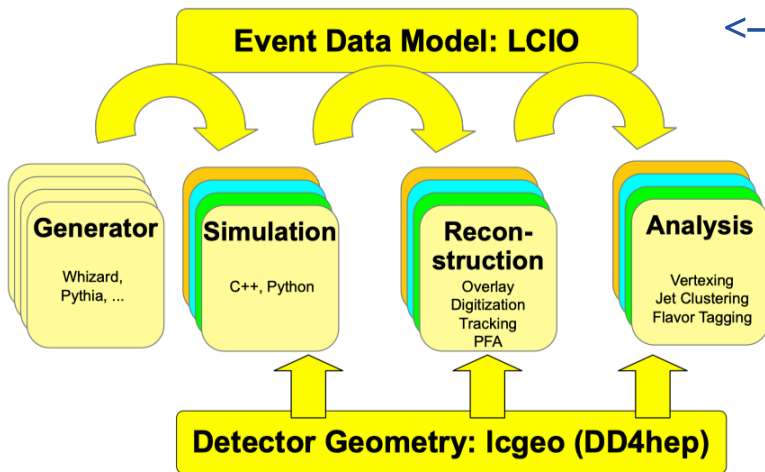 Event Data Model: LCIO
<–
Generator
Whizard,
Pythia, ...
Simulation
C++, Python
Recon-
struction
Overlay
Digitization
Tracking
PFA
Analysis
Vertexing
Jet Clustering
Flavor Tagging
Detector Geometry: lcgeo (DD4hep)